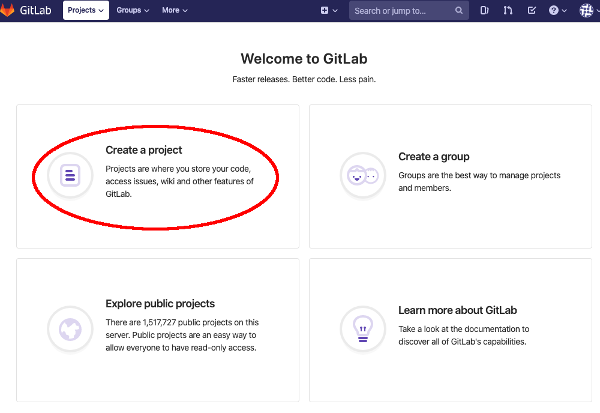 GitLab Projects Groups More Search or jump to...
Welcome to GitLab
Faster releases. Better code. Less pain.
Create a project
Projects are where you store your code,
access issues, wiki and other features of
GitLab.
Create a group
Groups are the best way to manage projects
and members.
Explore public projects
There are 1,517,727 public projects on this
server. Public projects are an easy way to
allow everyone to have read-only access.
Learn more about GitLab
Take a look at the documentation to
discover all of GitLab's capabilities.